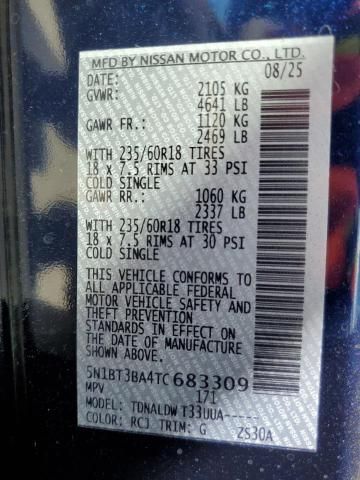 MFD BY NISSAN MOTOR CO., LTD.
DATE: 08/25
GVWR: 2105 KG
4641 LB
GAWR FR.: 1120 KG
2469 LB
WITH 235/60R18 TIRES
18 x 7.5 RIMS AT 33 PSI
COLD SINGLE
GAWR RR.: 1060 KG
2337 LB
WITH 235/60R18 TIRES
18 x 7.5 RIMS AT 30 PSI
COLD SINGLE
THIS VEHICLE CONFORMS TO
ALL APPLICABLE FEDERAL
MOTOR VEHICLE SAFETY AND
THEFT PREVENTION
STANDARDS IN EFFECT ON
THE DATE OF MANUFACTURE
SHOWN ABOVE.
5N1BT3BA4TC683309
MPV 171
MODEL: TDNALDW T33UUA-----
COLOR: RCJ TRIM: G ZS30A